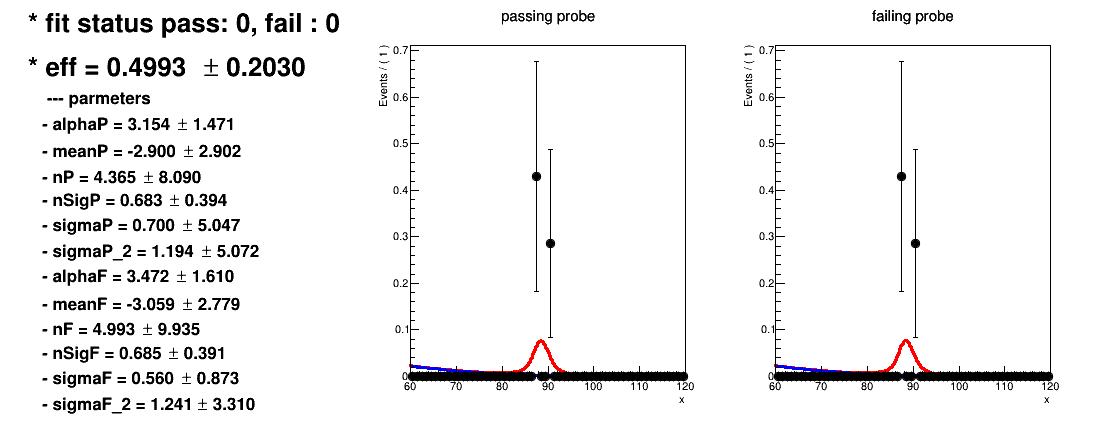 * fit status pass: 0, fail : 0
* eff = 0.4993 ± 0.2030
--- parmeters
- alphaP = 3.154 ± 1.471
- meanP = -2.900 ± 2.902
- nP = 4.365 ± 8.090
- nSigP = 0.683 ± 0.394
- sigmaP = 0.700 ± 5.047
- sigmaP_2 = 1.194 ± 5.072
- alphaF = 3.472 ± 1.610
- meanF = -3.059 ± 2.779
- nF = 4.993 ± 9.935
- nSigF = 0.685 ± 0.391
- sigmaF = 0.560 ± 0.873
- sigmaF_2 = 1.241 ± 3.310
passing probe
Events / ( 1 )
0.7
0.6
0.5
0.4
0.3
0.2
0.1
0
60 70 80 90 100 110 120
x
failing probe
Events / ( 1 )
0.7
0.6
0.5
0.4
0.3
0.2
0.1
0
60 70 80 90 100 110 120
x